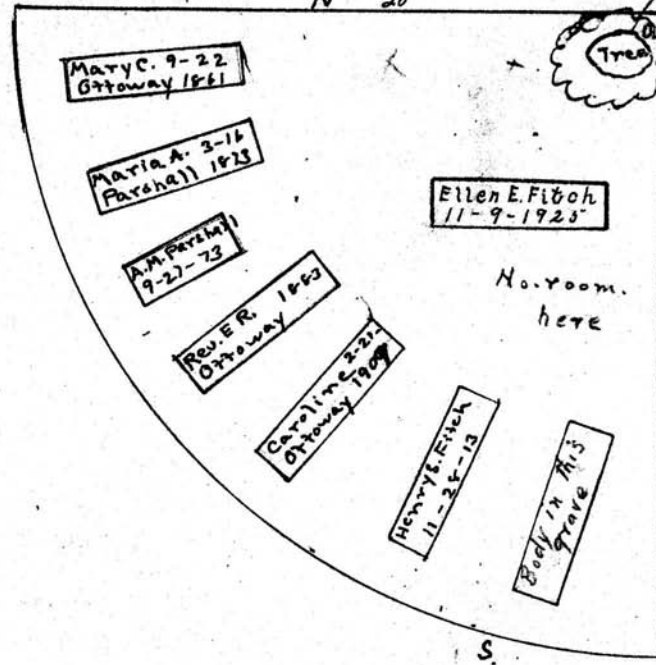 N 20
Mary C. 9-22
Ottoway 1861
Tree
Maria A. 3-16
Parshall 1873
Ellen E. Fitch
11-9-1925
A.M. Parshall
9-27-73
No. room.
here
Rev. E R. 1883
Ottoway
Caroline 2-21-
Ottoway 1909
Henry S. Fitch
11-28-13
Body in this
grave
S.